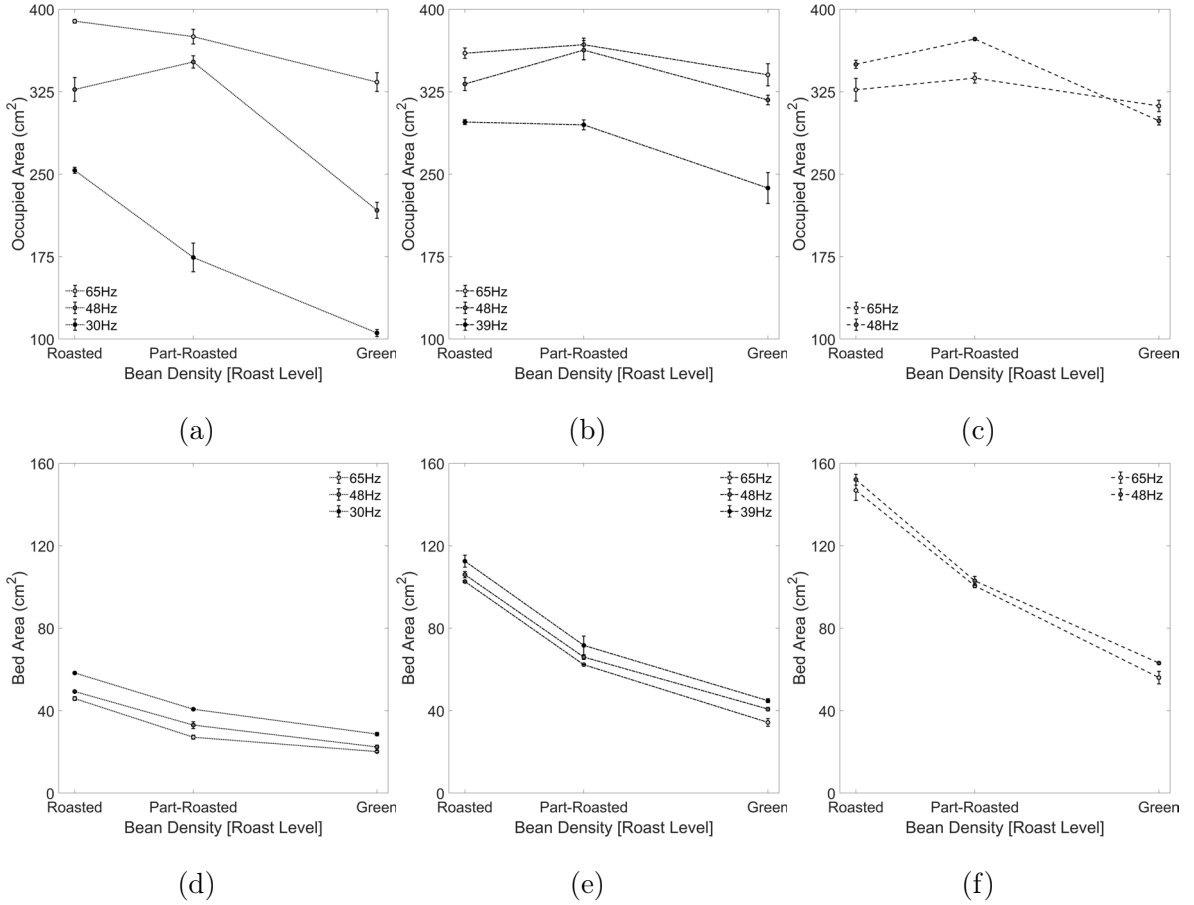 400
325
250
175
100
Occupied Area (cm²)
65Hz
48Hz
30Hz
Roasted Part-Roasted Green
Bean Density [Roast Level]
(a)
400
325
250
175
100
Occupied Area (cm²)
65Hz
48Hz
39Hz
Roasted Part-Roasted Green
Bean Density [Roast Level]
(b)
400
325
250
175
100
Occupied Area (cm²)
65Hz
48Hz
Roasted Part-Roasted Green
Bean Density [Roast Level]
(c)
160
120
80
40
0
Bed Area (cm²)
65Hz
48Hz
30Hz
Roasted Part-Roasted Green
Bean Density [Roast Level]
(d)
160
120
80
40
0
Bed Area (cm²)
65Hz
48Hz
39Hz
Roasted Part-Roasted Green
Bean Density [Roast Level]
(e)
160
120
80
40
0
Bed Area (cm²)
65Hz
48Hz
Roasted Part-Roasted Green
Bean Density [Roast Level]
(f)